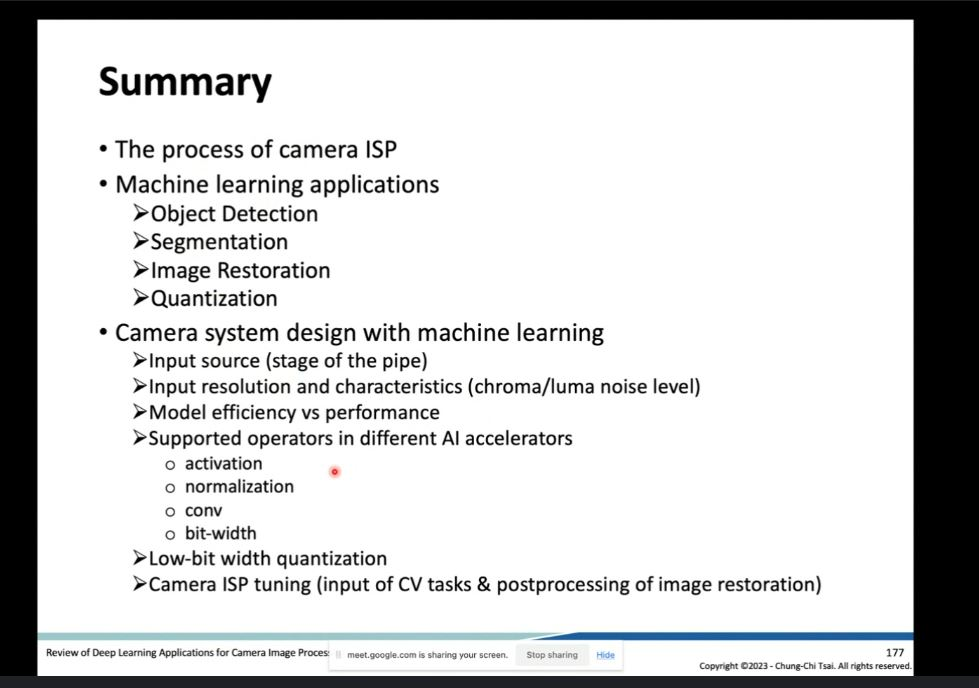 Summary
• The process of camera ISP
• Machine learning applications
➢Object Detection
➢Segmentation
➢Image Restoration
➢Quantization
• Camera system design with machine learning
➢Input source (stage of the pipe)
➢Input resolution and characteristics (chroma/luma noise level)
➢Model efficiency vs performance
➢Supported operators in different AI accelerators
o activation
o normalization
o conv
o bit-width
➢Low-bit width quantization
➢Camera ISP tuning (input of CV tasks & postprocessing of image restoration)
Review of Deep Learning Applications for Camera Image
meet.google.com is sharing your screen. Stop sharing Hide
177
Copyright ©2023 - Chung-Chi Tsai. All rights reserved.